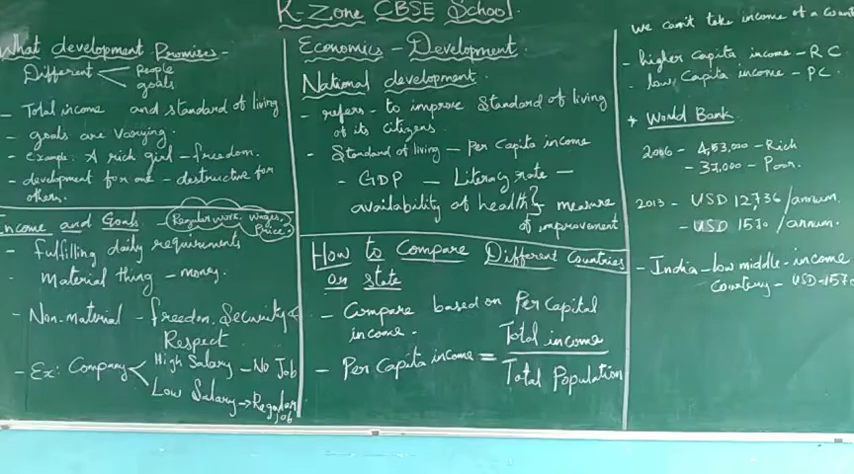 K-Zone CBSE School.
What development Promises -
Different < People
goals
- Total income and standard of living
- goals are varying.
- Example: A rich girl - freedom.
- development for one - destructive for
others.
Income and Goals - Regular work, Wages,
Price.
- fulfilling daily requirements
- Material thing - money.
- Non-material - freedom, Security &
Respect
- Ex: Company < High Salary - No Job
Low Salary -> Regular
job
Economics - Development.
National development.
- refers - to improve Standard of living
of its citizens.
- Standard of living - Per Capita income
- GDP - Literacy rate -
availability of health} - measure
of improvement
How to Compare Different Countries
on state
- Compare based on Per Capital
income.
- Per Capita income = Total income
Total Population
we can't take income of a
- higher Capita income - RC
- low Capita income - PC
* World Bank
2006 - 4,53,000 - Rich
- 37,000 - Poor.
2013 - USD 12,736 /annum.
- USD 1570 /annum.
- India - low middle - income
Country - USD - 1570